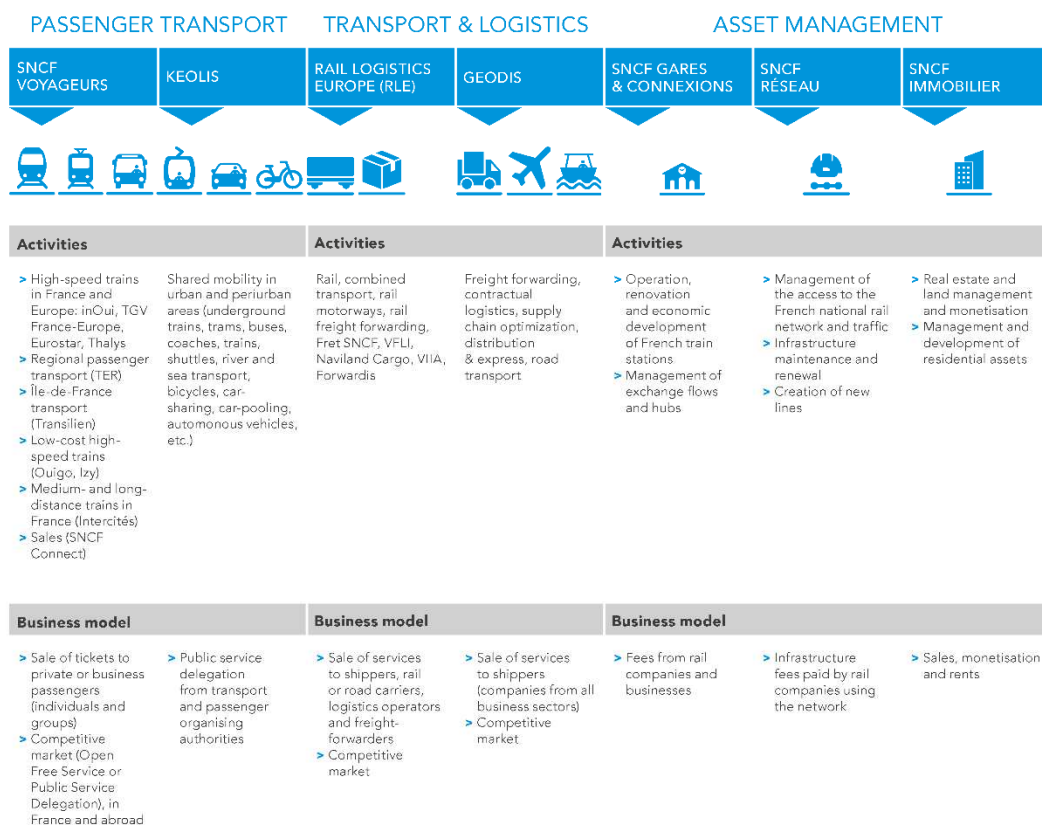 PASSENGER TRANSPORT
TRANSPORT & LOGISTICS
ASSET MANAGEMENT
SNCF
VOYAGEURS
KEOLIS
RAIL LOGISTICS
EUROPE (RLE)
GEODIS
SNCF GARES
& CONNEXIONS
SNCF
RÉSEAU
SNCF
IMMOBILIER
Activities
> High-speed trains
in France and
Europe: inOui, TGV
France-Europe,
Eurostar, Thalys
> Regional passenger
transport (TER)
> Île-de-France
transport
(Transilien)
> Low-cost high-
speed trains
(Ouigo, Izy)
> Medium- and long-
distance trains in
France (Intercités)
> Sales (SNCF
Connect)
Shared mobility in
urban and periurban
areas (underground
trains, trams, buses,
coaches, trains,
shuttles, river and
sea transport,
bicycles, car-
sharing, car-pooling,
automonous vehicles,
etc.)
Activities
Rail, combined
transport, rail
motorways, rail
freight forwarding,
Fret SNCF, VFLI,
Naviland Cargo, VIIA,
Forwardis
Freight forwarding,
contractual
logistics, supply
chain optimization,
distribution
& express, road
transport
Activities
> Operation,
renovation
and economic
development
of French train
stations
> Management of
exchange flows
and hubs
> Management of
the access to the
French national rail
network and traffic
> Infrastructure
maintenance and
renewal
> Creation of new
lines
> Real estate and
land management
and monetisation
> Management and
development of
residential assets
Business model
> Sale of tickets to
private or business
passengers
(individuals and
groups)
> Competitive
market (Open
Free Service or
Public Service
Delegation), in
France and abroad
> Public service
delegation
from transport
and passenger
organising
authorities
Business model
> Sale of services
to shippers, rail
or road carriers,
logistics operators
and freight-
forwarders
> Competitive
market
> Sale of services
to shippers
(companies from all
business sectors)
> Competitive
market
Business model
> Fees from rail
companies and
businesses
> Infrastructure
fees paid by rail
companies using
the network
> Sales, monetisation
and rents